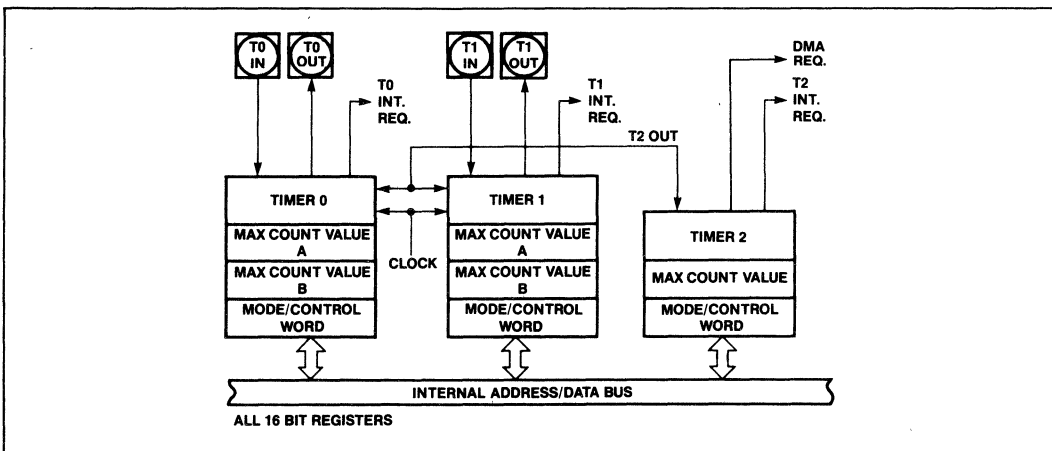 T0
IN
T0
OUT
T0
INT.
REQ.
T1
IN
T1
OUT
T1
INT.
REQ.
DMA
REQ.
T2
INT.
REQ.
T2 OUT
TIMER 0
MAX COUNT VALUE
A
MAX COUNT VALUE
B
MODE/CONTROL
WORD
CLOCK
TIMER 1
MAX COUNT VALUE
A
MAX COUNT VALUE
B
MODE/CONTROL
WORD
TIMER 2
MAX COUNT VALUE
MODE/CONTROL
WORD
INTERNAL ADDRESS/DATA BUS
ALL 16 BIT REGISTERS